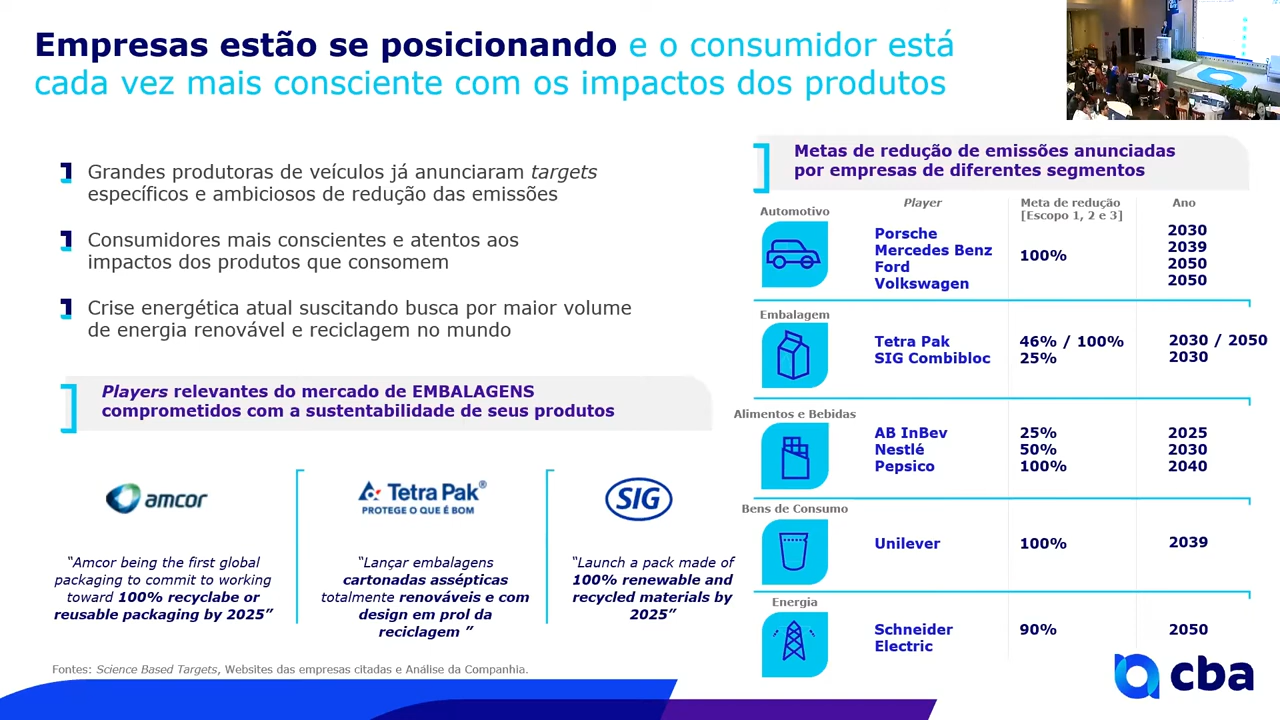 Empresas estão se posicionando e o consumidor está
cada vez mais consciente com os impactos dos produtos
Grandes produtoras de veículos já anunciaram targets
específicos e ambiciosos de redução das emissões
Consumidores mais conscientes e atentos aos
impactos dos produtos que consomem
Crise energética atual suscitando busca por maior volume
de energia renovável e reciclagem no mundo
Players relevantes do mercado de EMBALAGENS
comprometidos com a sustentabilidade de seus produtos
amcor
"Amcor being the first global
packaging to commit to working
toward 100% recyclabe or
reusable packaging by 2025"
Tetra Pak®
PROTEGE O QUE É BOM
"Lançar embalagens
cartonadas assépticas
totalmente renováveis e com
design em prol da
reciclagem "
SIG
"Launch a pack made of
100% renewable and
recycled materials by
2025"
Metas de redução de emissões anunciadas
por empresas de diferentes segmentos
Player
Meta de redução
[Escopo 1, 2 e 3]
Ano
Automotivo
Porsche
Mercedes Benz
Ford
Volkswagen
100%
2030
2039
2050
2050
Embalagem
Tetra Pak 46% / 100% 2030 / 2050
SIG Combibloc 25% 2030
Alimentos e Bebidas
AB InBev 25% 2025
Nestlé 50% 2030
Pepsico 100% 2040
Bens de Consumo
Unilever 100% 2039
Energia
Schneider 90% 2050
Electric
Fontes: Science Based Targets, Websites das empresas citadas e Análise da Companhia.
cba